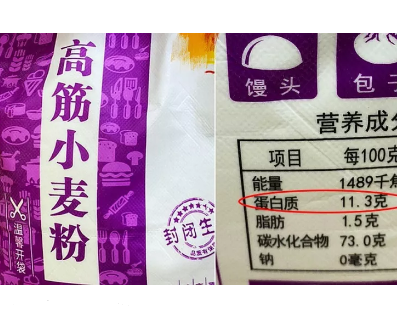 高筋小麦粉
温馨开袋
封闭生
馒头
包子
营养成分
项目 每100克
能量 1489千焦
蛋白质 11.3克
脂肪 1.5克
碳水化合物 73.0克
钠 0毫克